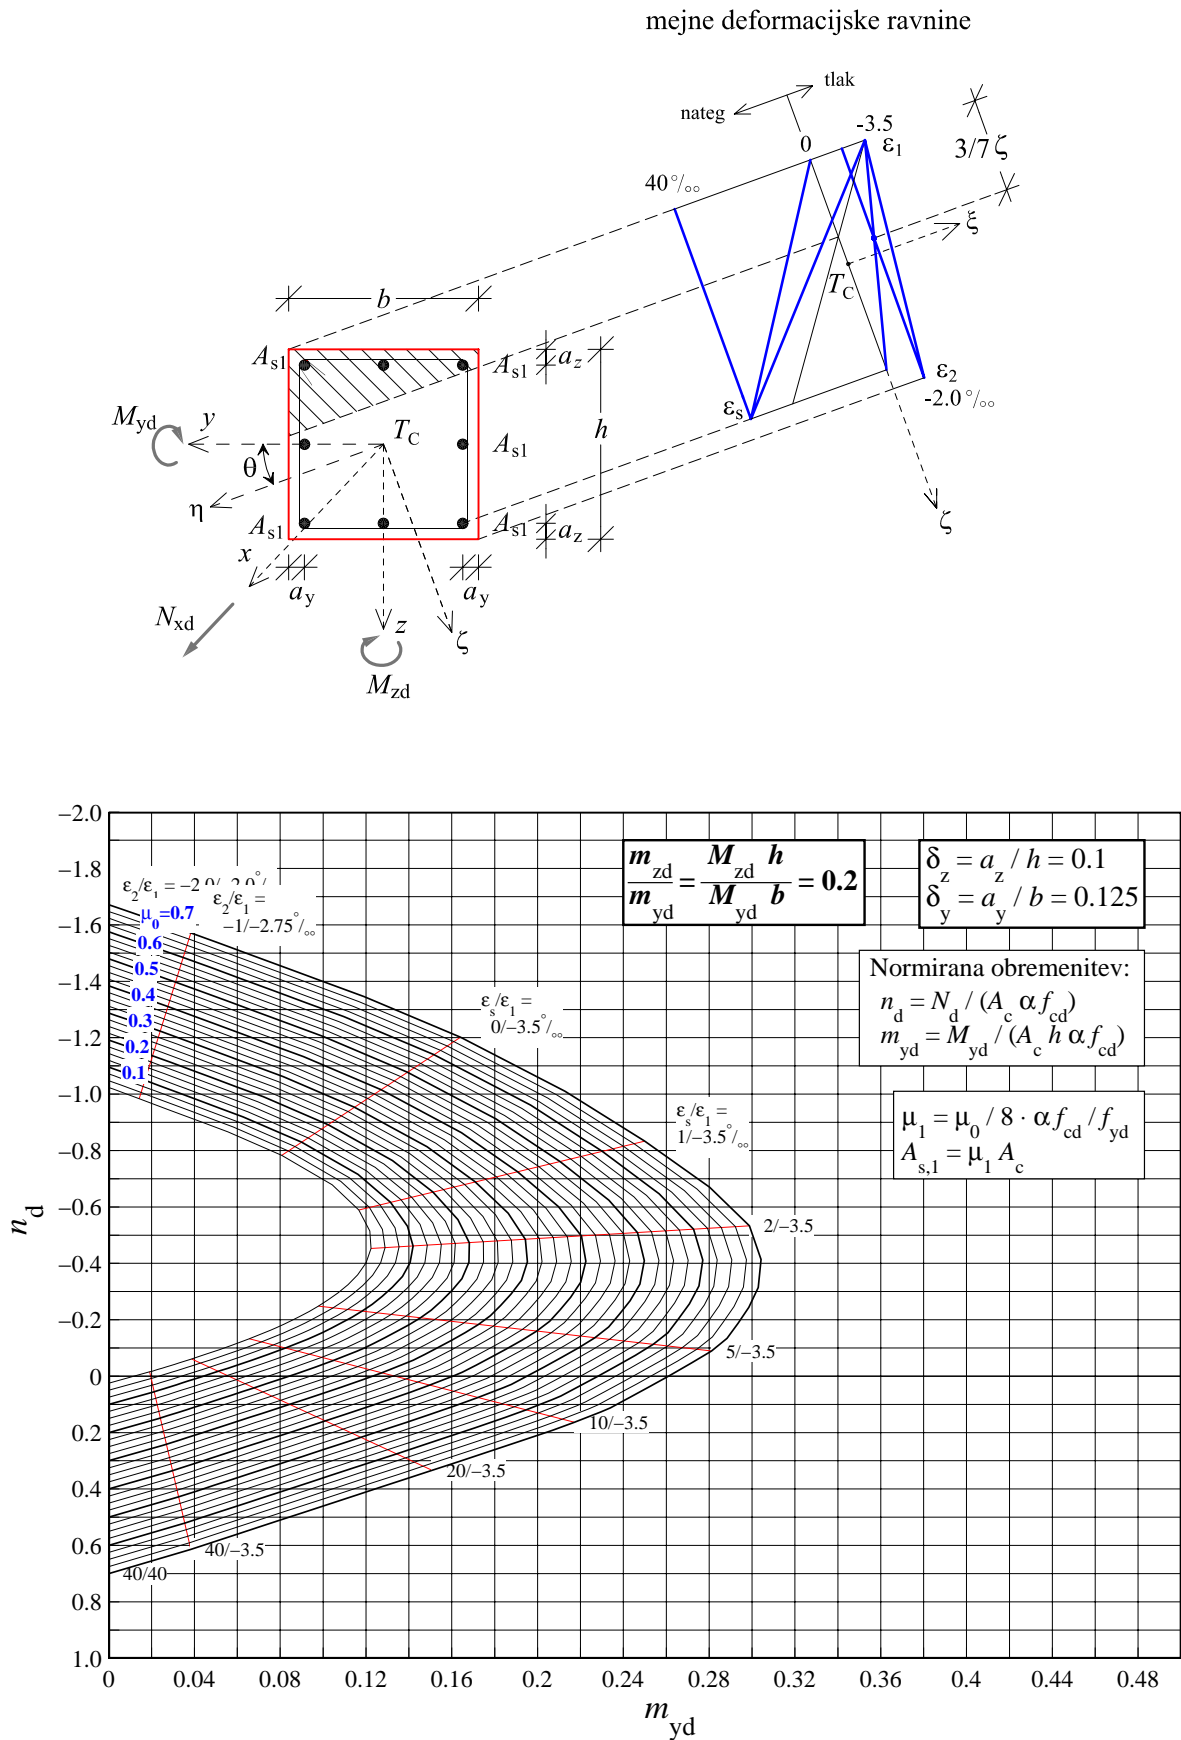 mejne deformacijske ravnine
tlak
nateg
0
-3.5
ε1
3/7 ζ
40 °/oo
ξ
TC
b
As1
As1
az
εs
ε2
-2.0 °/oo
Myd
y
TC
As1
h
θ
η
As1
As1
az
ζ
x
ay
ay
Nxd
z
ζ
Mzd
−2.0
−1.8
−1.6
−1.4
−1.2
−1.0
−0.8
−0.6
−0.4
−0.2
0
0.2
0.4
0.6
0.8
1.0
nd
mzd / myd = Mzd h / Myd b = 0.2
δz = az / h = 0.1
δy = ay / b = 0.125
Normirana obremenitev:
nd = Nd / (Ac α fcd)
myd = Myd / (Ac h α fcd)
μ1 = μ0 / 8 · α fcd / fyd
As,1 = μ1 Ac
ε2/ε1 = −2.0/−2.0°/
ε2/ε1 =
−1/−2.75°/oo
μ0=0.7
0.6
0.5
0.4
0.3
0.2
0.1
εs/ε1 =
0/−3.5°/oo
εs/ε1 =
1/−3.5°/oo
2/−3.5
5/−3.5
10/−3.5
20/−3.5
40/−3.5
40/40
0 0.04 0.08 0.12 0.16 0.2 0.24 0.28 0.32 0.36 0.4 0.44 0.48
myd